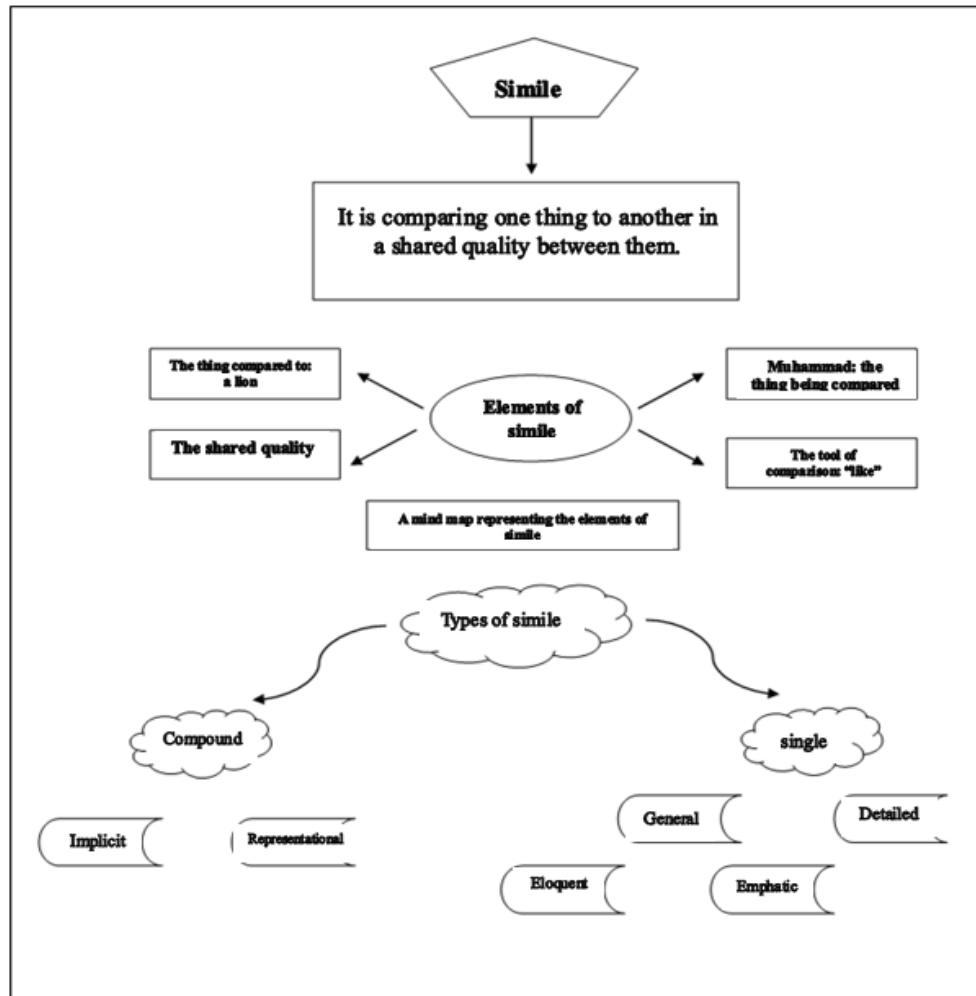 Simile
It is comparing one thing to another in
a shared quality between them.
The thing compared to:
a lion
Muhammad: the
thing being compared
Elements of
simile
The shared quality
The tool of
comparison: “like”
A mind map representing the elements of
simile
Types of simile
Compound
single
General
Detailed
Implicit
Representational
Eloquent
Emphatic